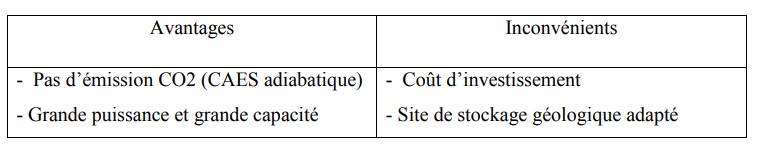 Avantages Inconvénients
- Pas d'émission CO2 (CAES adiabatique) - Coût d'investissement
- Grande puissance et grande capacité - Site de stockage géologique adapté